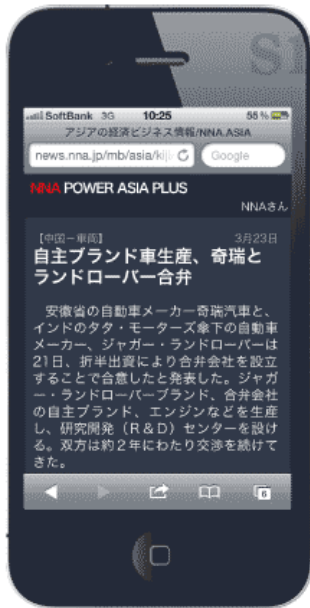 S1
SoftBank 3G 10:25 55%
アジアの経済ビジネス情報/NNA.ASIA
news.nna.jp/mb/asia/kiji Google
NNA POWER ASIA PLUS
NNAさん
【中国－車両】 3月23日
自主ブランド車生産、奇瑞と
ランドローバー合弁
安徽省の自動車メーカー奇瑞汽車と、
インドのタタ・モーターズ傘下の自動車
メーカー、ジャガー・ランドローバーは
21日、折半出資により合弁会社を設立
することで合意したと発表した。ジャガ
ー・ランドローバーブランド、合弁会社
の自主ブランド、エンジンなどを生産
し、研究開発（Ｒ＆Ｄ）センターを設け
る。双方は約２年にわたり交渉を続けて
きた。
6